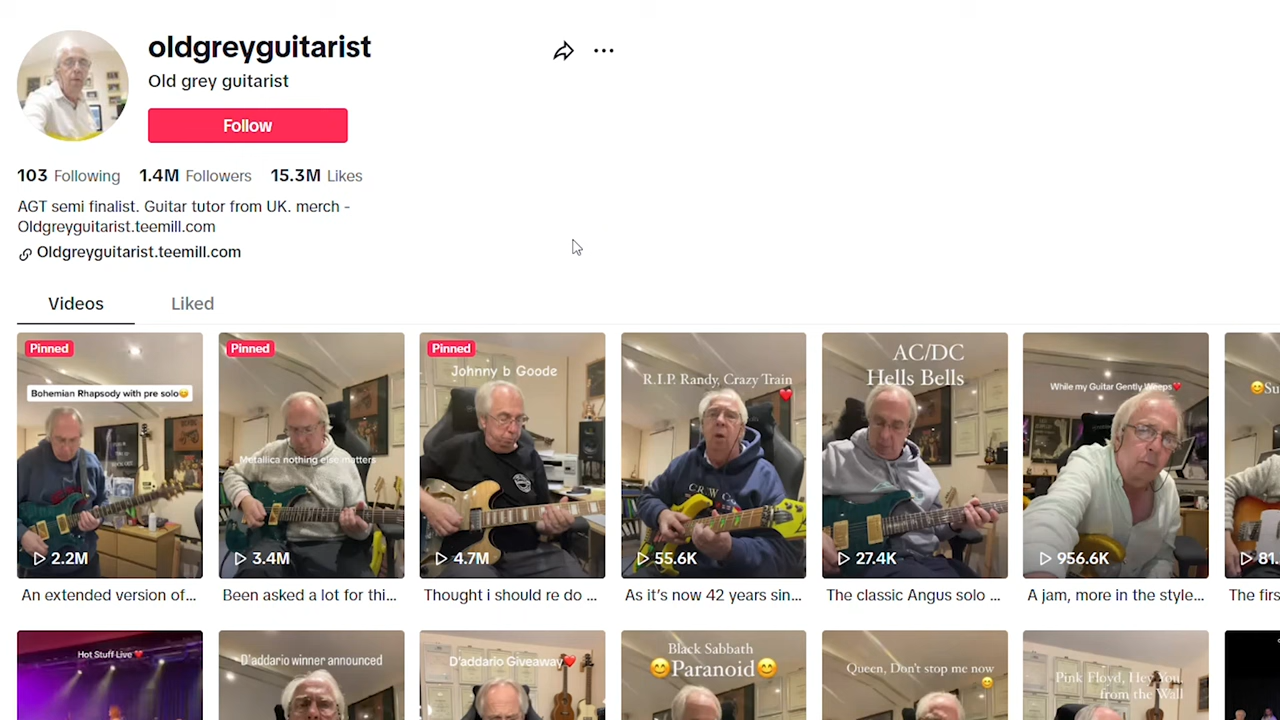 oldgreyguitarist
Old grey guitarist
Follow
103 Following 1.4M Followers 15.3M Likes
AGT semi finalist. Guitar tutor from UK. merch -
Oldgreyguitarist.teemill.com
Oldgreyguitarist.teemill.com
Videos Liked
Pinned
Bohemian Rhapsody with pre solo😊
2.2M
An extended version of...
Pinned
Metallica nothing else matters
3.4M
Been asked a lot for thi...
Pinned
Johnny b Goode
4.7M
Thought i should re do ...
R.I.P. Randy, Crazy Train
❤️
55.6K
As it’s now 42 years sin...
AC/DC
Hells Bells
27.4K
The classic Angus solo ...
While my Guitar Gently Weeps❤️
956.6K
A jam, more in the style...
😊Su
81.
The firs
Hot Stuff Live ❤️
D'addario winner announced
D'addario Giveaway❤️
Black Sabbath
😊Paranoid😊
Queen, Don't stop me now
😊
Pink Floyd, Hey You,
from the Wall